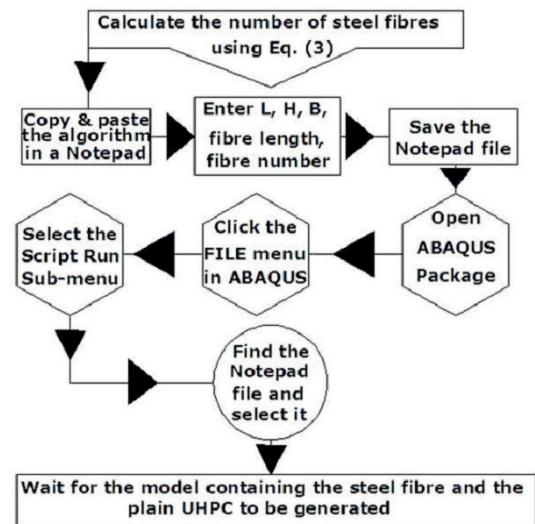 Calculate the number of steel fibres
using Eq. (3)
Copy & paste
the algorithm
in a Notepad
Enter L, H, B,
fibre length,
fibre number
Save the
Notepad file
Open
ABAQUS
Package
Click the
FILE menu
in ABAQUS
Select the
Script Run
Sub-menu
Find the
Notepad
file and
select it
Wait for the model containing the steel fibre and the
plain UHPC to be generated